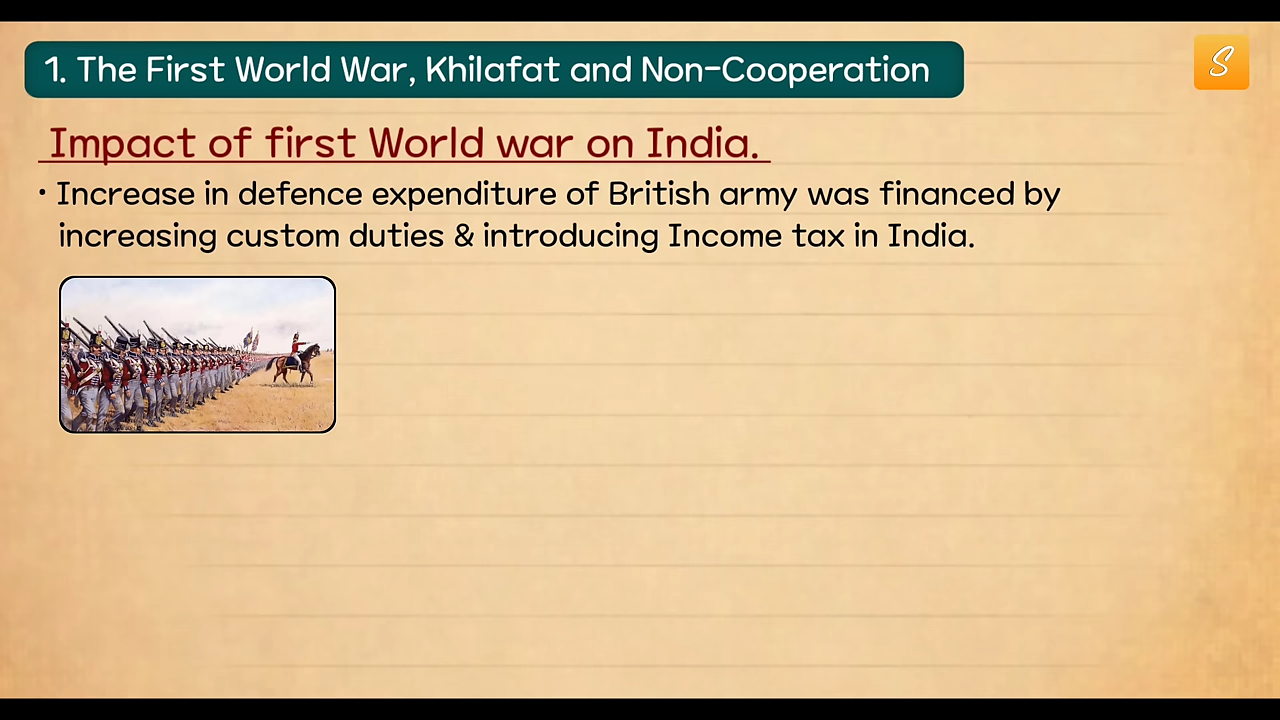 1. The First World War, Khilafat and Non-Cooperation
S
Impact of first World war on India.
• Increase in defence expenditure of British army was financed by
increasing custom duties & introducing Income tax in India.